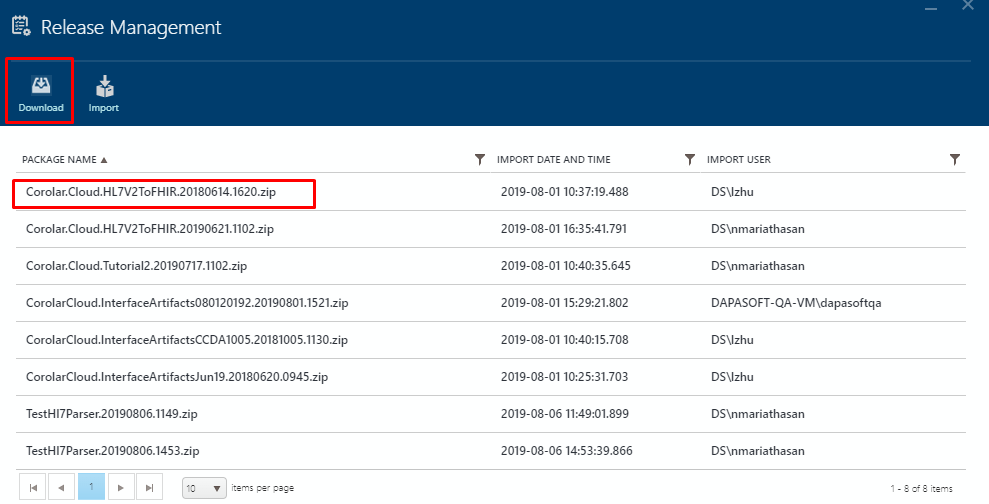 Release Management
Download Import
PACKAGE NAME IMPORT DATE AND TIME IMPORT USER
Corolar.Cloud.HL7V2ToFHIR.20180614.1620.zip 2019-08-01 10:37:19.488 DS\lzhu
Corolar.Cloud.HL7V2ToFHIR.20190621.1102.zip 2019-08-01 16:35:41.791 DS\nmariathasan
Corolar.Cloud.Tutorial2.20190717.1102.zip 2019-08-01 10:40:35.645 DS\nmariathasan
CorolarCloud.InterfaceArtifacts080120192.20190801.1521.zip 2019-08-01 15:29:21.802 DAPASOFT-QA-VM\dapasoftqa
CorolarCloud.InterfaceArtifactsCCDA1005.20181005.1130.zip 2019-08-01 10:40:15.708 DS\lzhu
CorolarCloud.InterfaceArtifactsJun19.20180620.0945.zip 2019-08-01 10:25:31.703 DS\lzhu
TestHl7Parser.20190806.1149.zip 2019-08-06 11:49:01.899 DS\nmariathasan
TestHl7Parser.20190806.1453.zip 2019-08-06 14:53:39.866 DS\nmariathasan
1 10 items per page 1 - 8 of 8 items